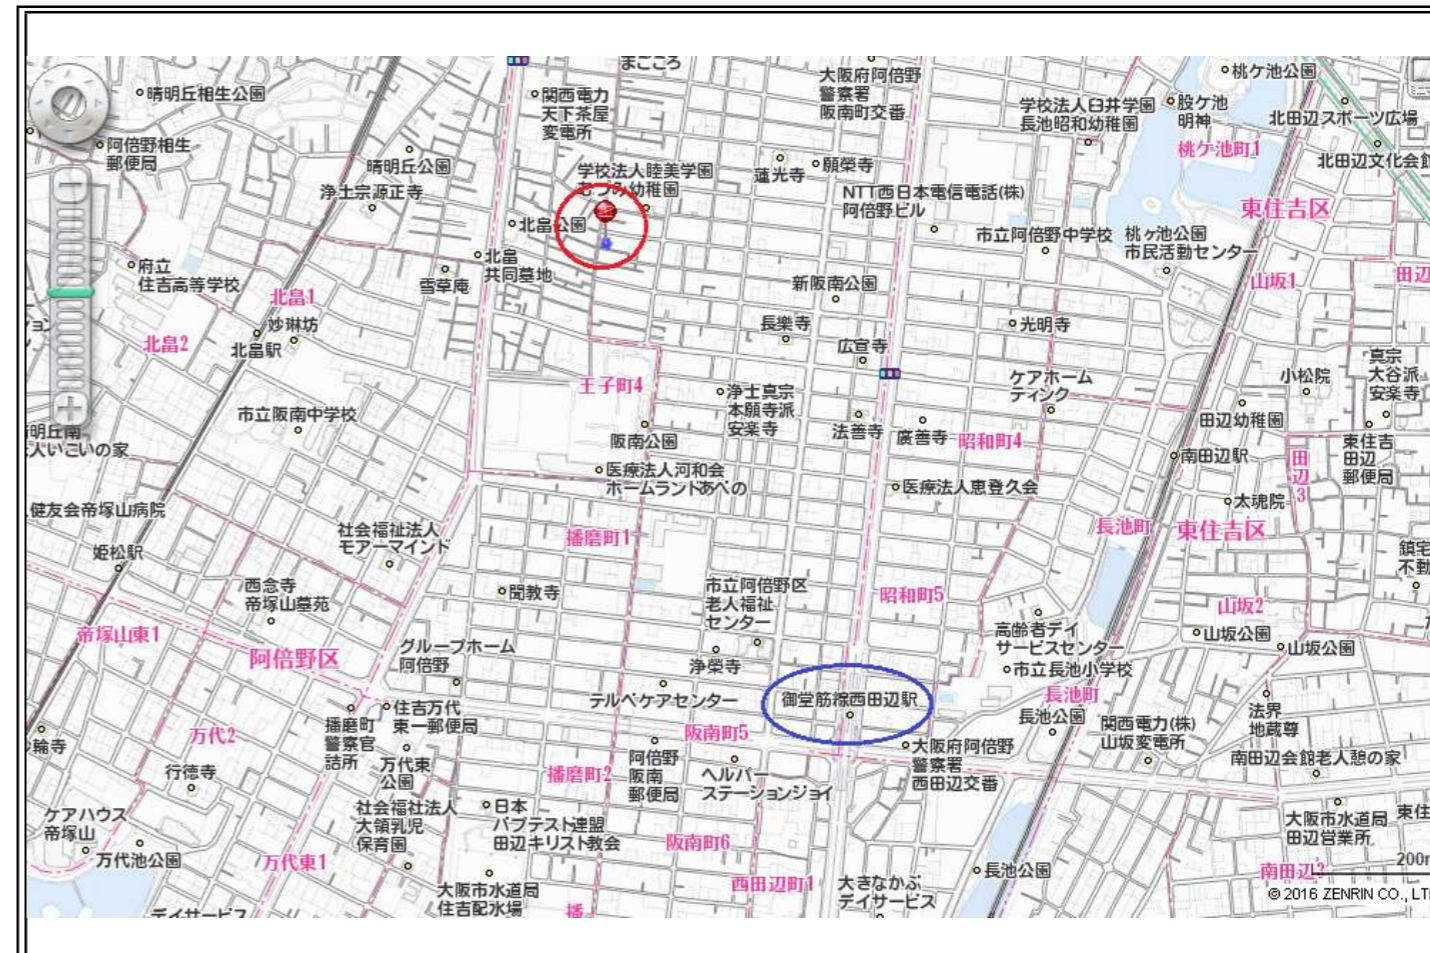 まごころ
大阪府阿倍野
警察署
阪南町交番
桃ケ池公園
晴明丘相生公園
関西電力
天下茶屋
変電所
学校法人臼井学園
長池昭和幼稚園
股ケ池
明神
北田辺スポーツ広場
阿倍野相生
郵便局
晴明丘公園
浄土宗源正寺
学校法人睦美学園
むつみ幼稚園
蓮光寺
願榮寺
桃ケ池町1
北田辺文化会館
NTT西日本電信電話(株)
阿倍野ビル
東住吉区
北畠公園
市立阿倍野中学校
桃ヶ池公園
市民活動センター
北畠
共同墓地
府立
住吉高等学校
雪草庵
北畠1
新阪南公園
山坂1
田辺
妙琳坊
長樂寺
光明寺
北畠2
北畠駅
広宣寺
真宗
大谷派
安楽寺
王子町4
ケアホーム
ティンク
小松院
浄土真宗
本願寺派
安楽寺
市立阪南中学校
田辺幼稚園
法善寺
廣善寺
昭和町4
阪南公園
明丘南
人いこいの家
南田辺駅
東住吉
田辺
郵便局
田辺3
医療法人河和会
ホームランドあべの
医療法人恵登久会
太魂院
健友会帝塚山病院
社会福祉法人
モアーマインド
播磨町1
長池町
東住吉区
姫松駅
鎮宅
不動
西念寺
帝塚山墓苑
聞教寺
市立阿倍野区
老人福祉
センター
昭和町5
山坂2
帝塚山東1
高齢者デイ
サービスセンター
山坂公園
山坂公園
阿倍野区
グループホーム
阿倍野
浄榮寺
市立長池小学校
テルペケアセンター
御堂筋線西田辺駅
長池町
住吉万代
東一郵便局
播磨町
警察官
詰所
阪南町5
長池公園
関西電力(株)
山坂変電所
法界
地蔵尊
万代2
輪寺
大阪府阿倍野
警察署
西田辺交番
南田辺会館老人憩の家
行徳寺
万代東
公園
播磨町2
阿倍野
阪南
郵便局
ヘルパー
ステーションジョイ
ケアハウス
帝塚山
社会福祉法人
大領乳児
保育園
日本
バプテスト連盟
田辺キリスト教会
大阪市水道局
田辺営業所
東住
阪南町6
万代池公園
万代東1
西田辺町1
大きなかぶ
デイサービス
長池公園
南田辺2
200m
大阪市水道局
住吉配水場
© 2016 ZENRIN CO., LT
デイサービス
播